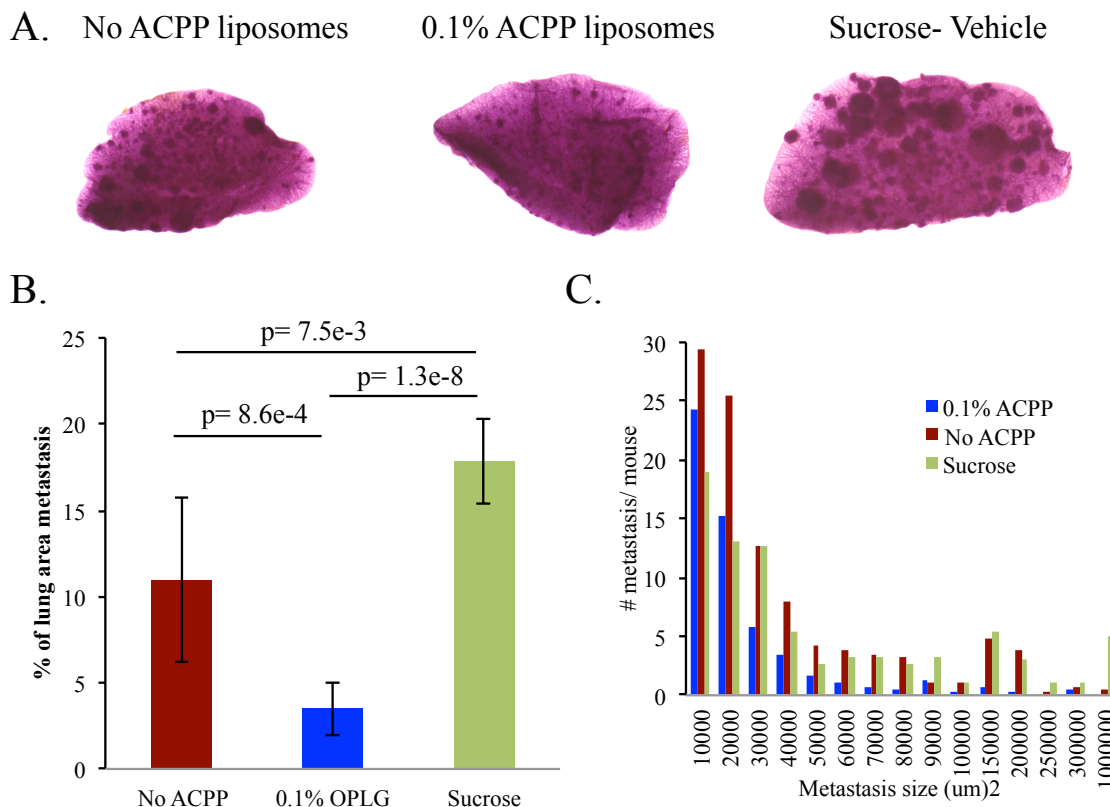 A. No ACPP liposomes 0.1% ACPP liposomes Sucrose- Vehicle
B.
% of lung area metastasis
25
20
15
10
5
0
p= 7.5e-3
p= 1.3e-8
p= 8.6e-4
No ACPP 0.1% OPLG Sucrose
C.
# metastasis/ mouse
30
25
20
15
10
5
0
0.1% ACPP
No ACPP
Sucrose
10000 20000 30000 40000 50000 60000 70000 80000 90000 100000 150000 200000 250000 300000 1000000
Metastasis size (um)2